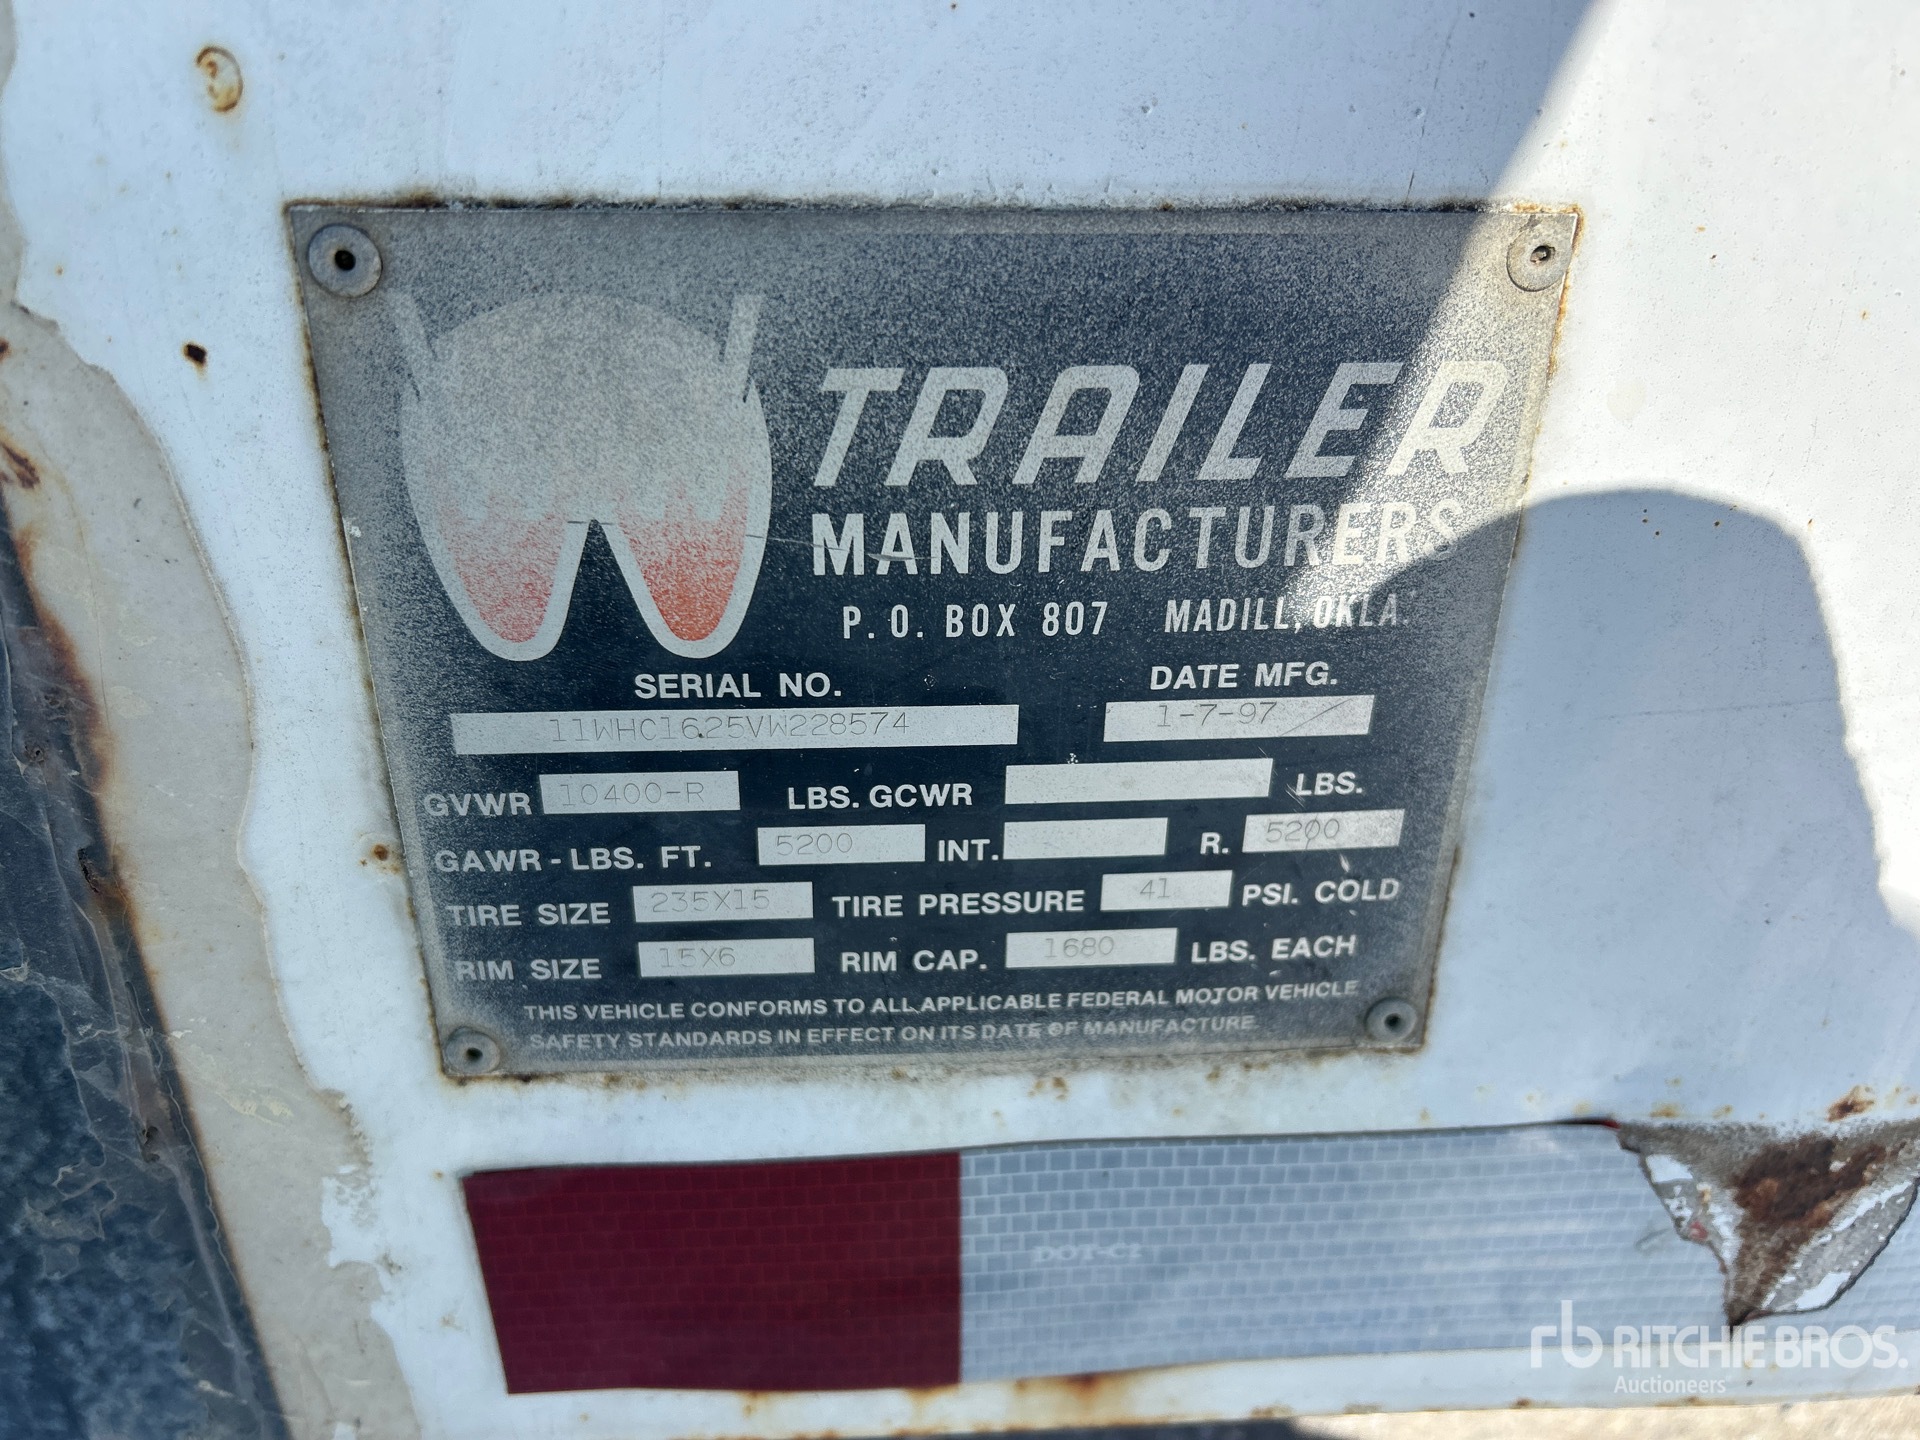 W TRAILER
MANUFACTURERS
P. O. BOX 807 MADILL, OKLA.
SERIAL NO. DATE MFG.
11WHC1625VW228574 1-7-97
GVWR 10400-R LBS. GCWR LBS.
GAWR - LBS. FT. 5200 INT. R. 5200
TIRE SIZE 235X15 TIRE PRESSURE 41 PSI. COLD
RIM SIZE 15X6 RIM CAP. 1680 LBS. EACH
THIS VEHICLE CONFORMS TO ALL APPLICABLE FEDERAL MOTOR VEHICLE
SAFETY STANDARDS IN EFFECT ON ITS DATE OF MANUFACTURE.
DOT-C2
rb RITCHIE BROS.
Auctioneers